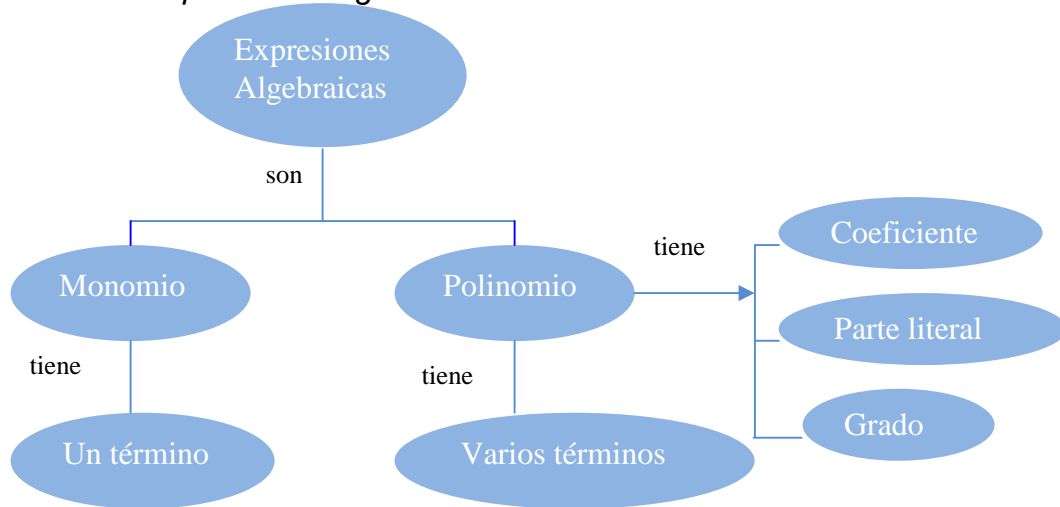 Expresiones
Algebraicas
son
Monomio
Polinomio
tiene
Coeficiente
Parte literal
Grado
tiene
tiene
Un término
Varios términos